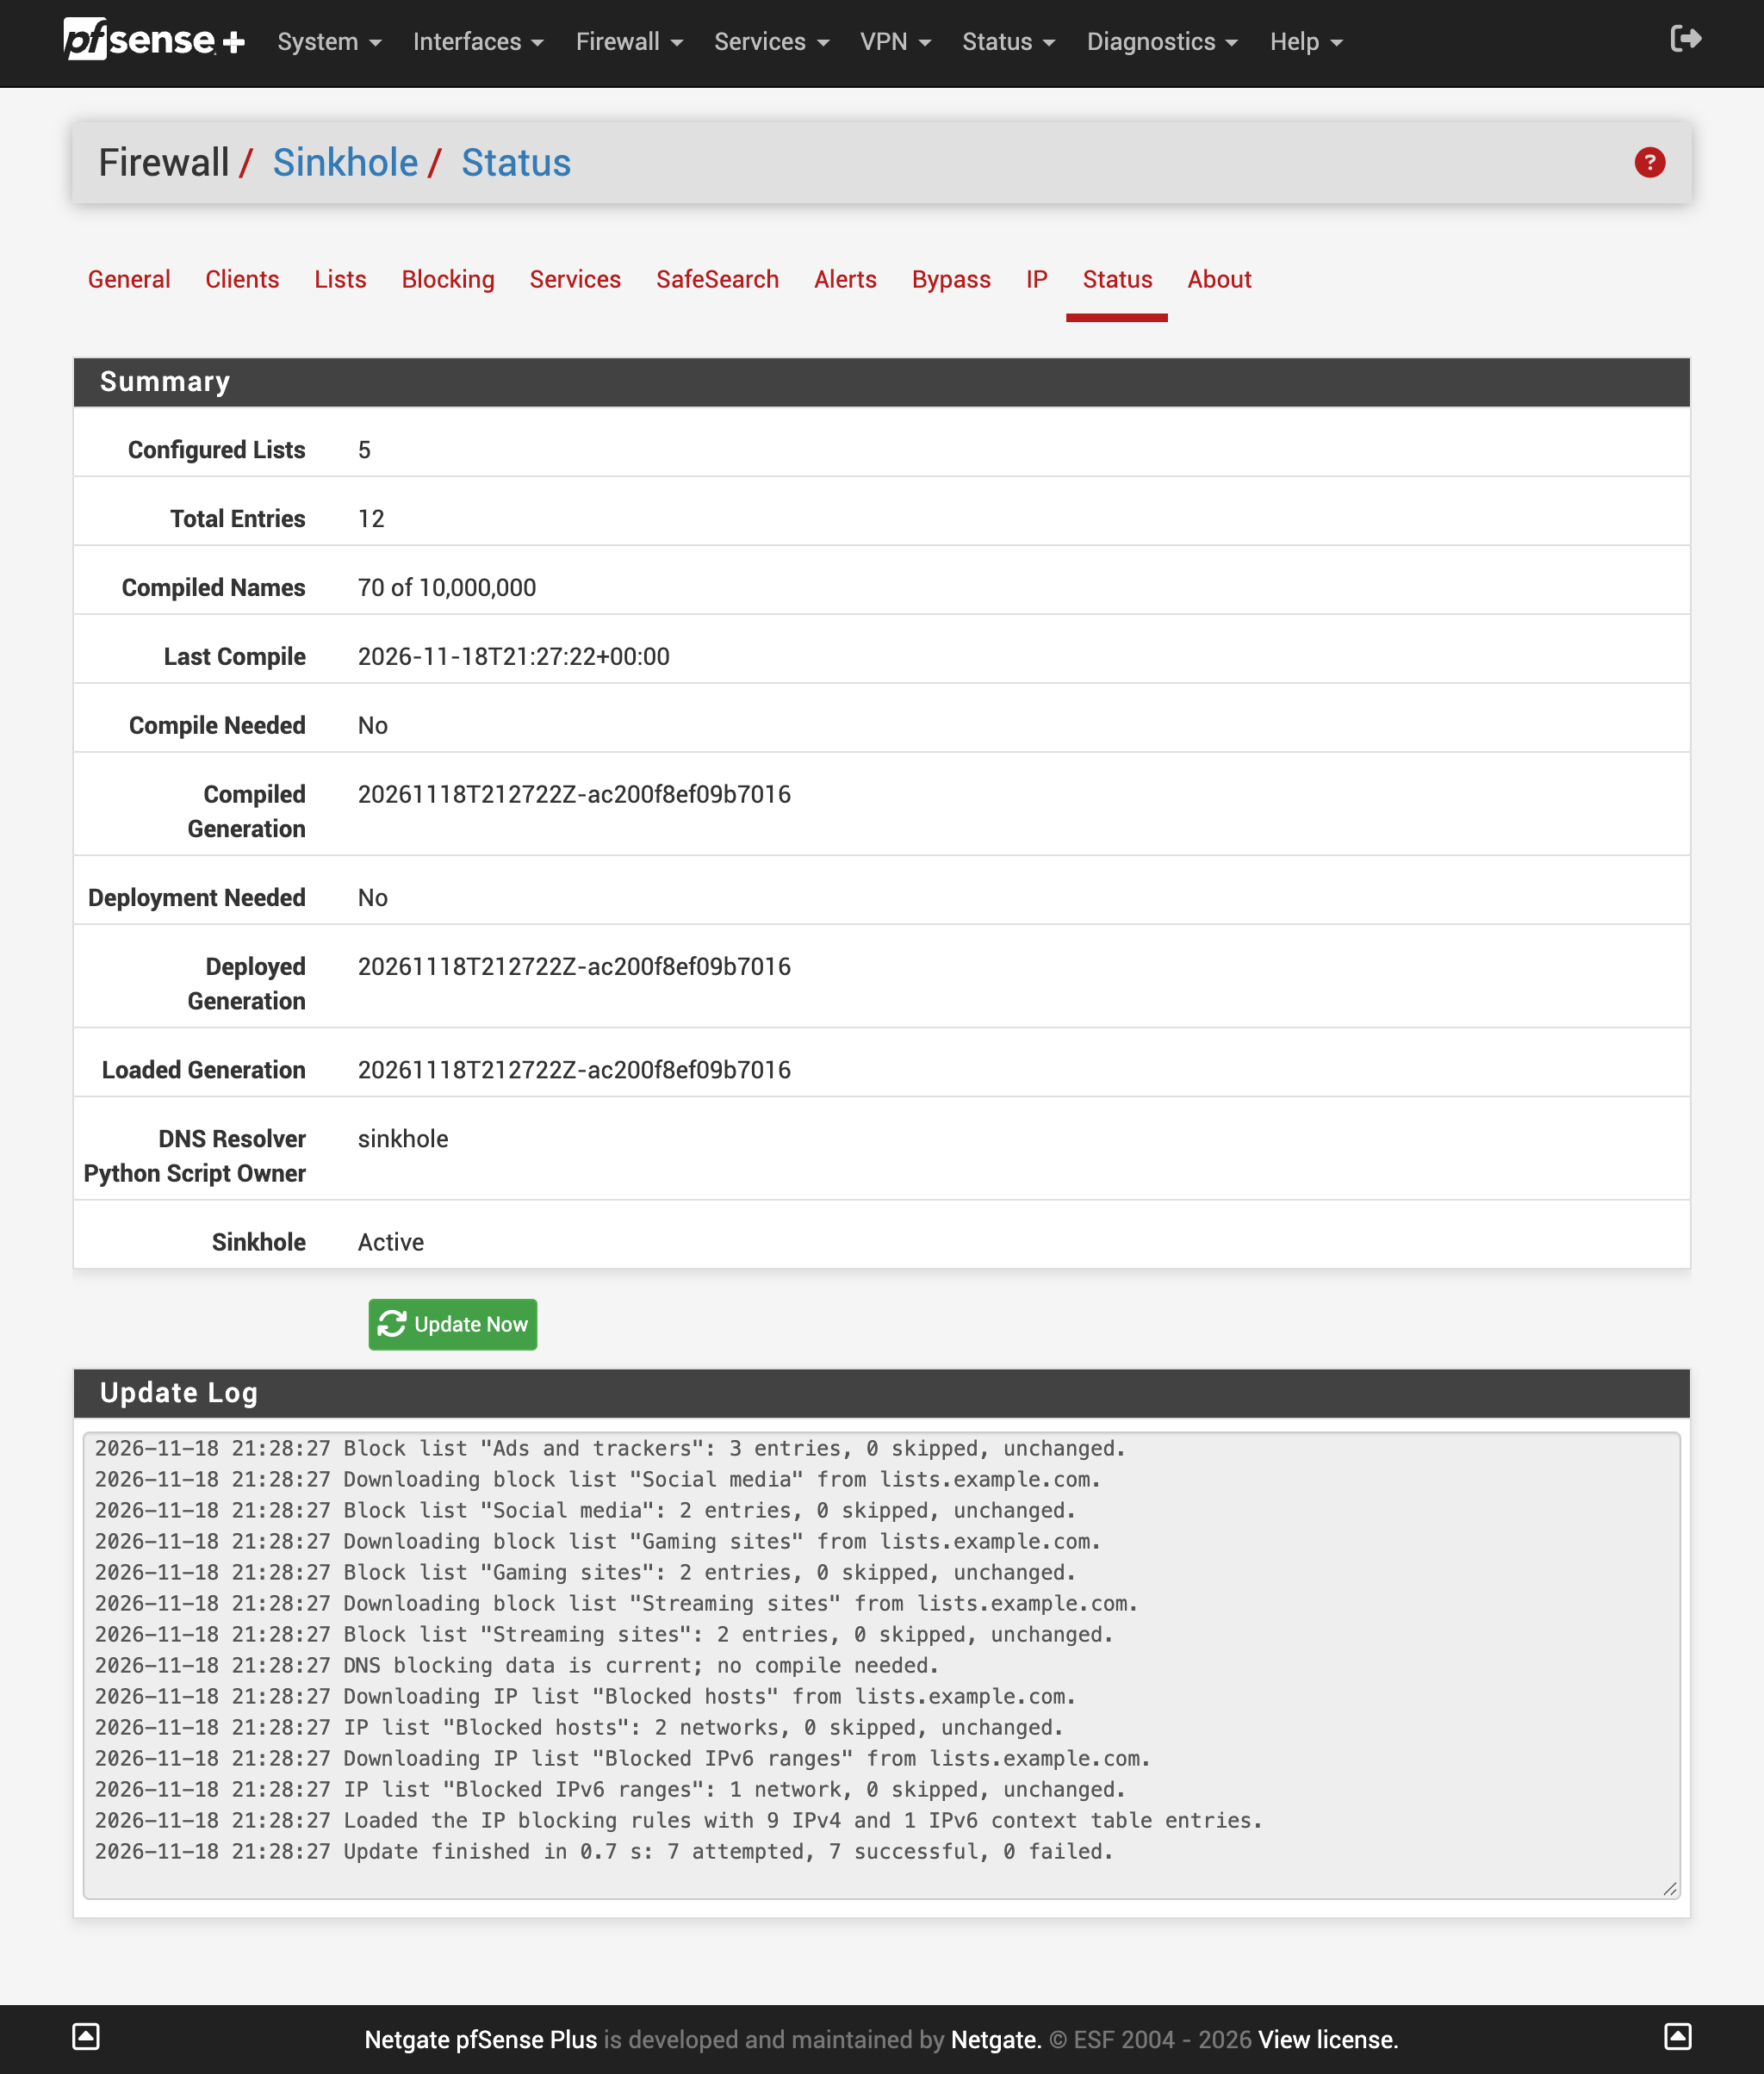 pfsense +
System
Interfaces
Firewall
Services
VPN
Status
Diagnostics
Help
Firewall / Sinkhole / Status
?
General
Clients
Lists
Blocking
Services
SafeSearch
Alerts
Bypass
IP
Status
About
Summary
Configured Lists 5
Total Entries 12
Compiled Names 70 of 10,000,000
Last Compile 2026-11-18T21:27:22+00:00
Compile Needed No
Compiled 20261118T212722Z-ac200f8ef09b7016
Generation
Deployment Needed No
Deployed 20261118T212722Z-ac200f8ef09b7016
Generation
Loaded Generation 20261118T212722Z-ac200f8ef09b7016
DNS Resolver sinkhole
Python Script Owner
Sinkhole Active
Update Now
Update Log
2026-11-18 21:28:27 Block list "Ads and trackers": 3 entries, 0 skipped, unchanged.
2026-11-18 21:28:27 Downloading block list "Social media" from lists.example.com.
2026-11-18 21:28:27 Block list "Social media": 2 entries, 0 skipped, unchanged.
2026-11-18 21:28:27 Downloading block list "Gaming sites" from lists.example.com.
2026-11-18 21:28:27 Block list "Gaming sites": 2 entries, 0 skipped, unchanged.
2026-11-18 21:28:27 Downloading block list "Streaming sites" from lists.example.com.
2026-11-18 21:28:27 Block list "Streaming sites": 2 entries, 0 skipped, unchanged.
2026-11-18 21:28:27 DNS blocking data is current; no compile needed.
2026-11-18 21:28:27 Downloading IP list "Blocked hosts" from lists.example.com.
2026-11-18 21:28:27 IP list "Blocked hosts": 2 networks, 0 skipped, unchanged.
2026-11-18 21:28:27 Downloading IP list "Blocked IPv6 ranges" from lists.example.com.
2026-11-18 21:28:27 IP list "Blocked IPv6 ranges": 1 network, 0 skipped, unchanged.
2026-11-18 21:28:27 Loaded the IP blocking rules with 9 IPv4 and 1 IPv6 context table entries.
2026-11-18 21:28:27 Update finished in 0.7 s: 7 attempted, 7 successful, 0 failed.
Netgate pfSense Plus is developed and maintained by Netgate. © ESF 2004 - 2026 View license.